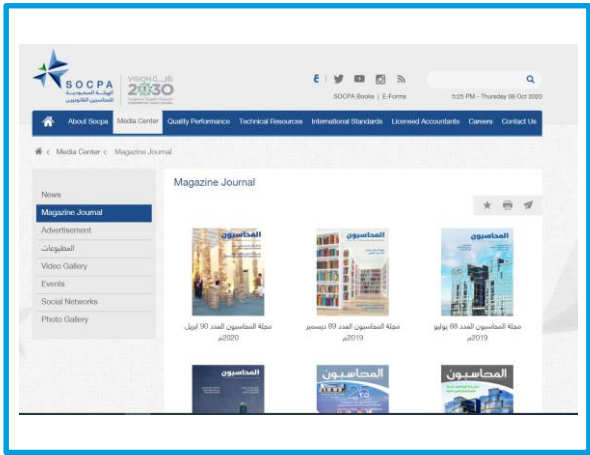 SOCPA
الهيئة السعودية
للمحاسبين القانونيين
VISION رؤية
2030
ع
SOCPA Books | E-Forms
5:25 PM - Thursday 08 Oct 2020
About Socpa Media Center Quality Performance Technical Resources International Standards Licensed Accountants Careers Contact Us
< Media Center < Magazine Journal
Magazine Journal
News
Magazine Journal
Advertisement
المطبوعات
Video Gallery
Events
Social Networks
Photo Gallery
المحاسبون
المحاسبون
المحاسبون
مجلة المحاسبون العدد 90 ابريل
2020م
مجلة المحاسبون العدد 89 ديسمبر
2019م
مجلة المحاسبون العدد 88 يوليو
2019م
المحاسبون
المحاسبون
المحاسبون